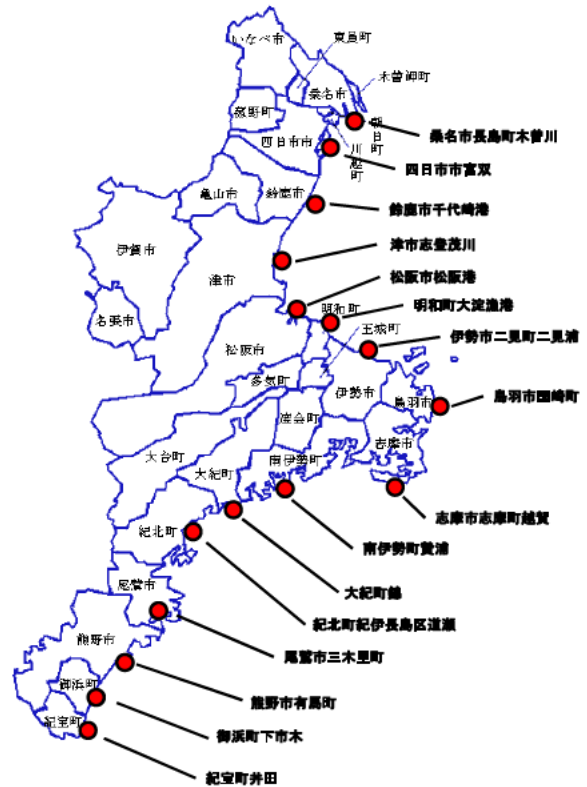 いなべ市
東員町
木曽岬町
桑名市
菰野町
朝日町
桑名市長島町木曽川
四日市市
川越町
四日市市富双
亀山市
鈴鹿市
鈴鹿市千代崎港
伊賀市
津市
津市志登茂川
松阪市松阪港
名張市
明和町
明和町大淀漁港
玉城町
松阪市
伊勢市二見町二見浦
多気町
伊勢市
鳥羽市
鳥羽市国崎町
度会町
志摩市
大台町
大紀町
南伊勢町
志摩市志摩町越賀
紀北町
南伊勢町贄浦
大紀町錦
尾鷲市
紀北町紀伊長島区道瀬
熊野市
尾鷲市三木里町
御浜町
熊野市有馬町
紀宝町
御浜町下市木
紀宝町井田